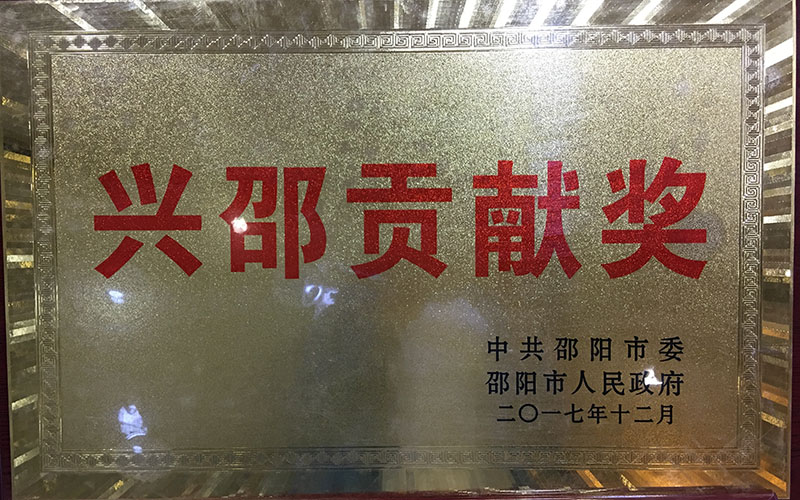 兴邵贡献奖
中共邵阳市委
邵阳市人民政府
二〇一七年十二月